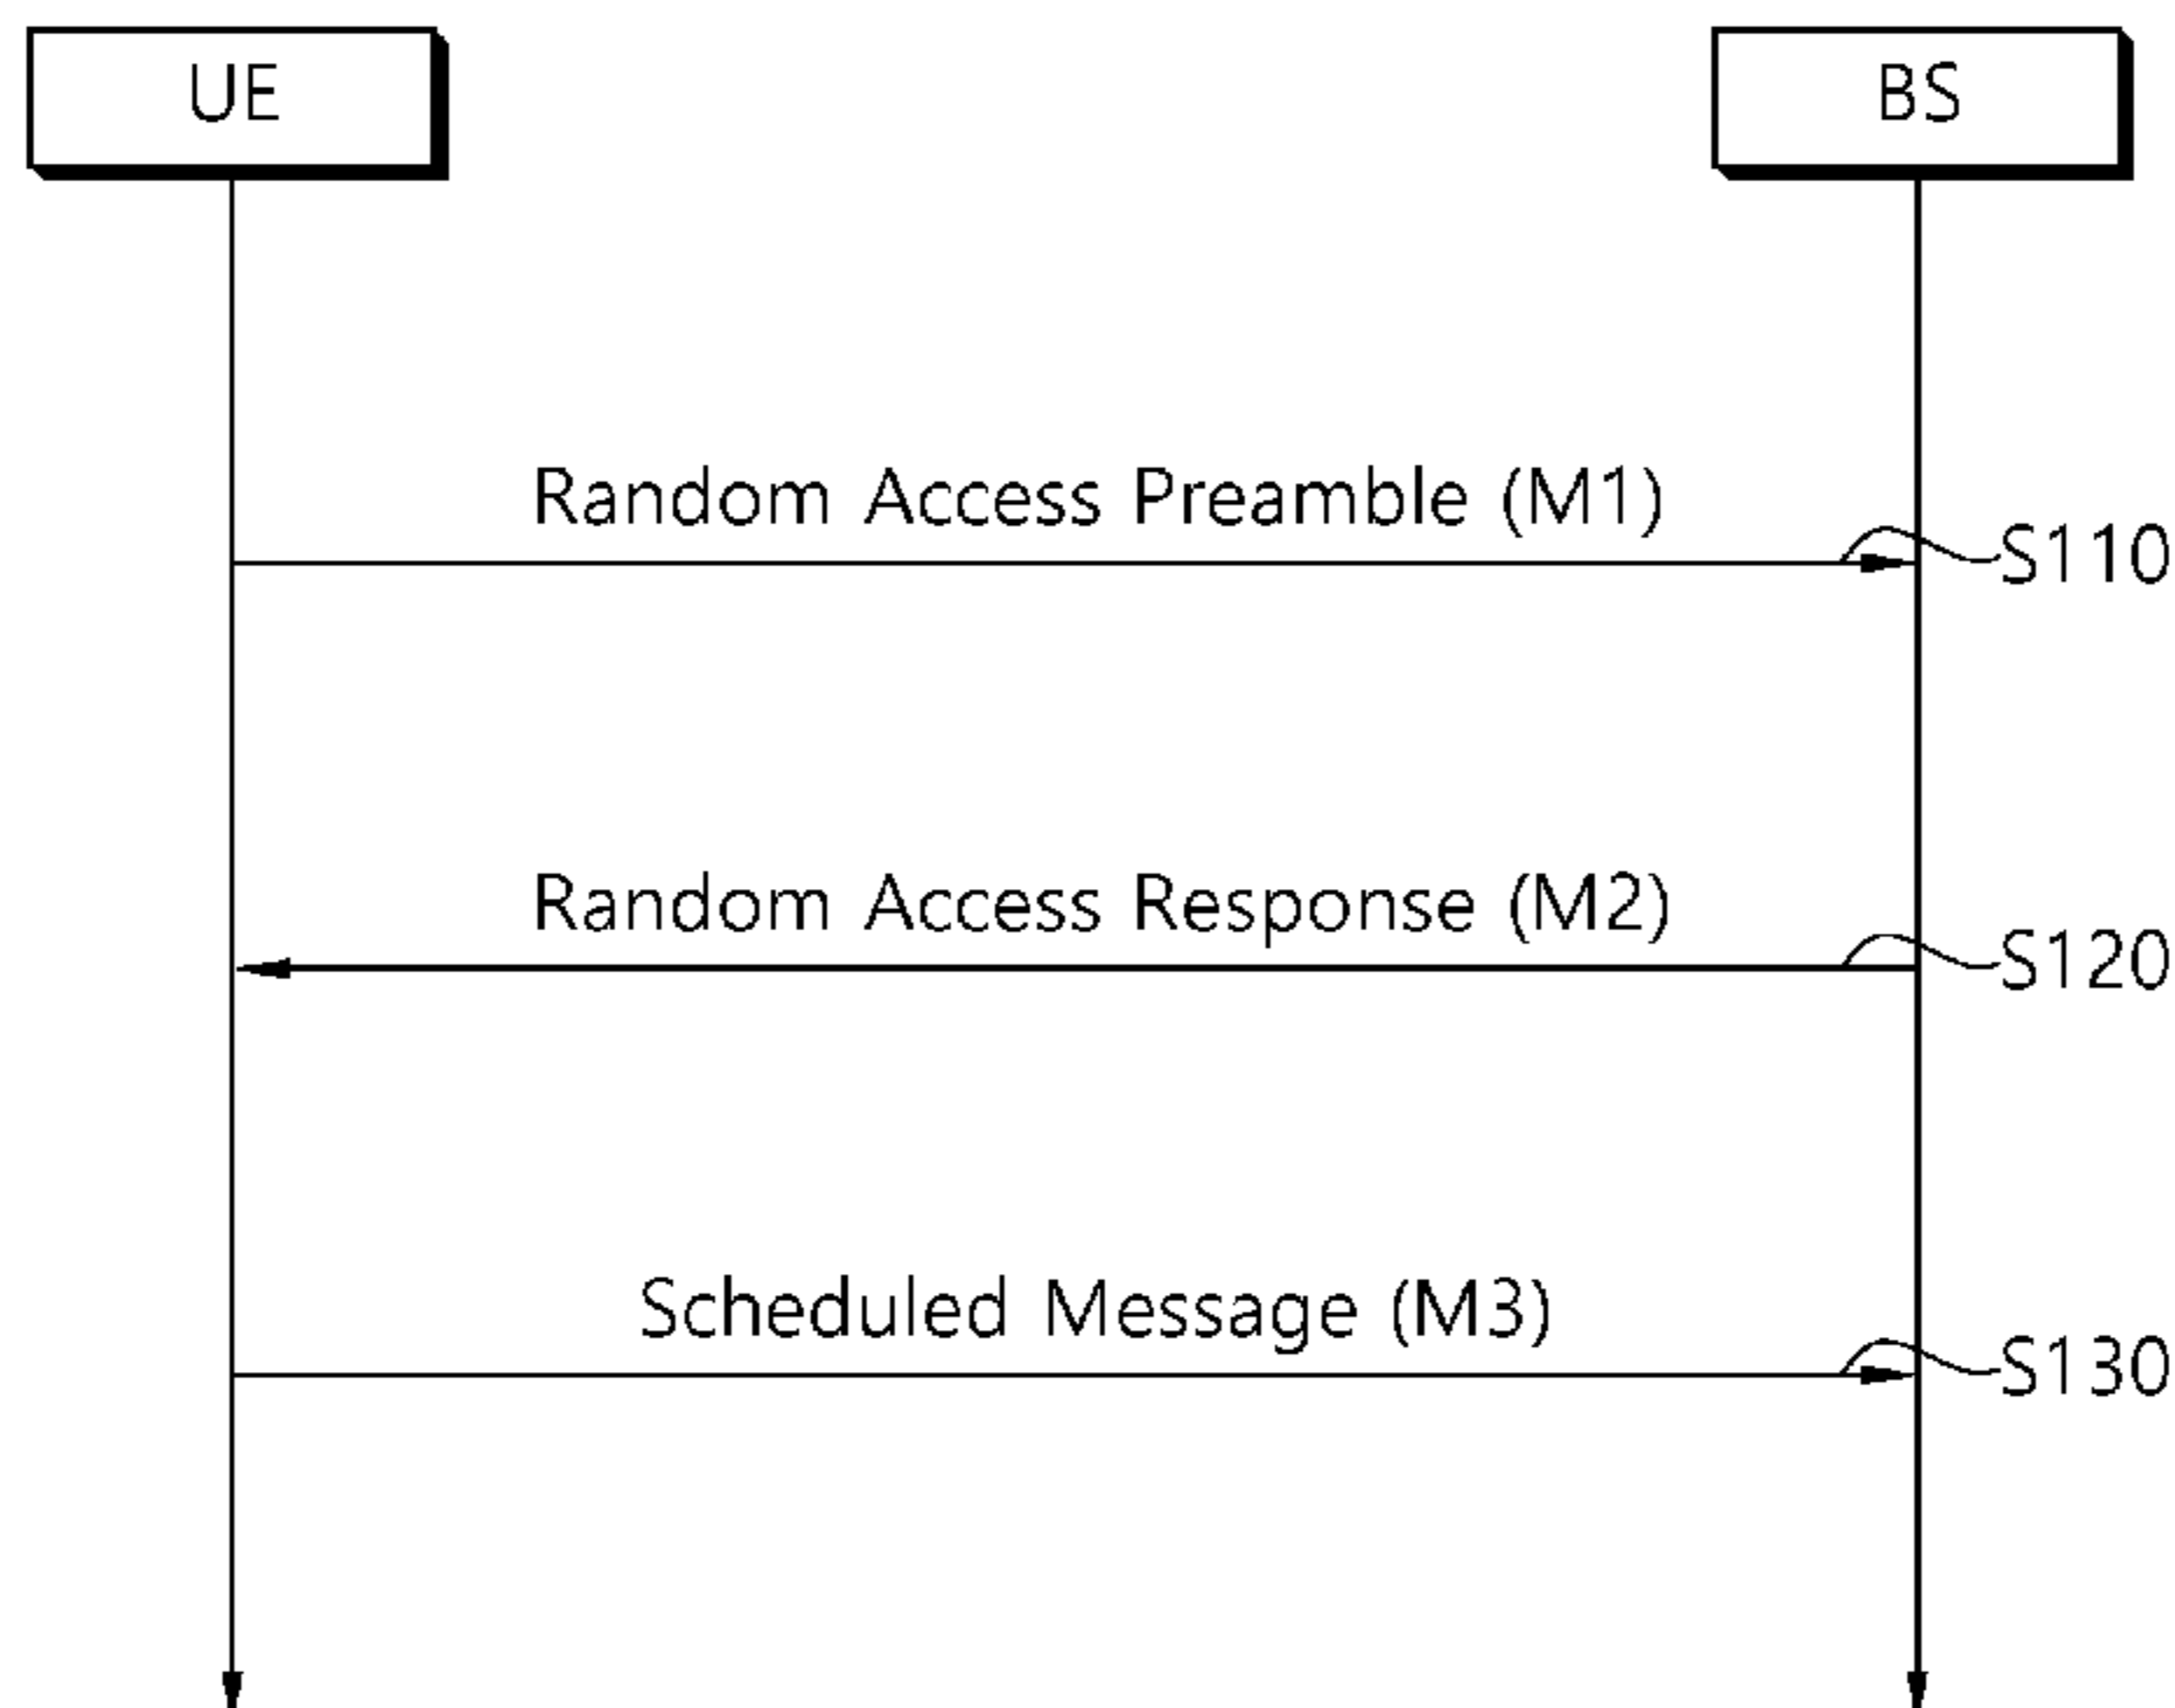 UE
BS
Random Access Preamble (M1)
S110
Random Access Response (M2)
S120
Scheduled Message (M3)
S130